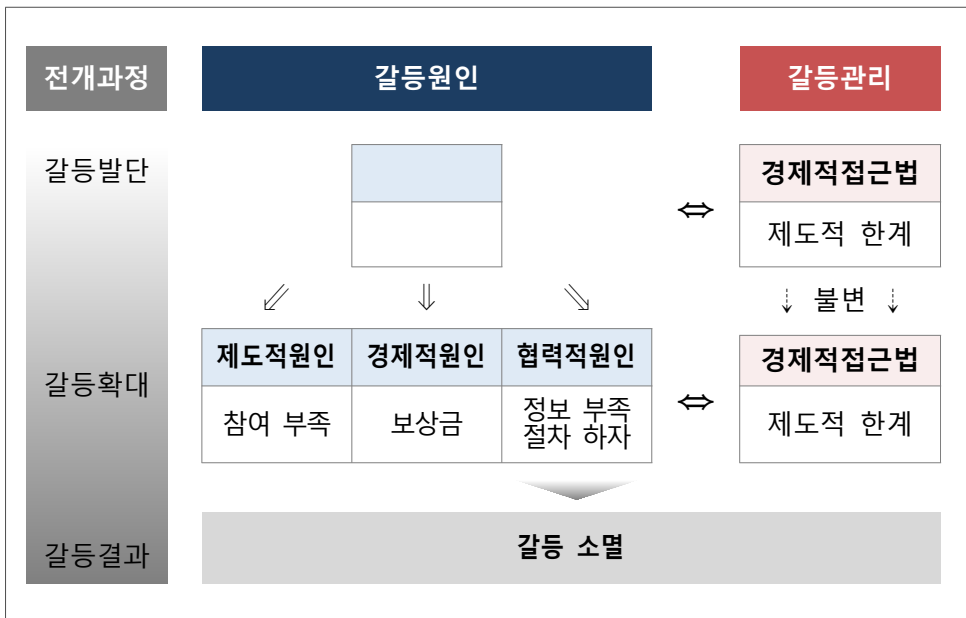 전개과정 갈등원인 갈등관리
갈등발단
경제적접근법
⇔
제도적 한계
⇙ ⇓ ⇘ ⇣ 불변 ⇣
제도적원인 경제적원인 협력적원인 경제적접근법
갈등확대
⇔
참여 부족 보상금 정보 부족
절차 하자 제도적 한계
갈등결과 갈등 소멸